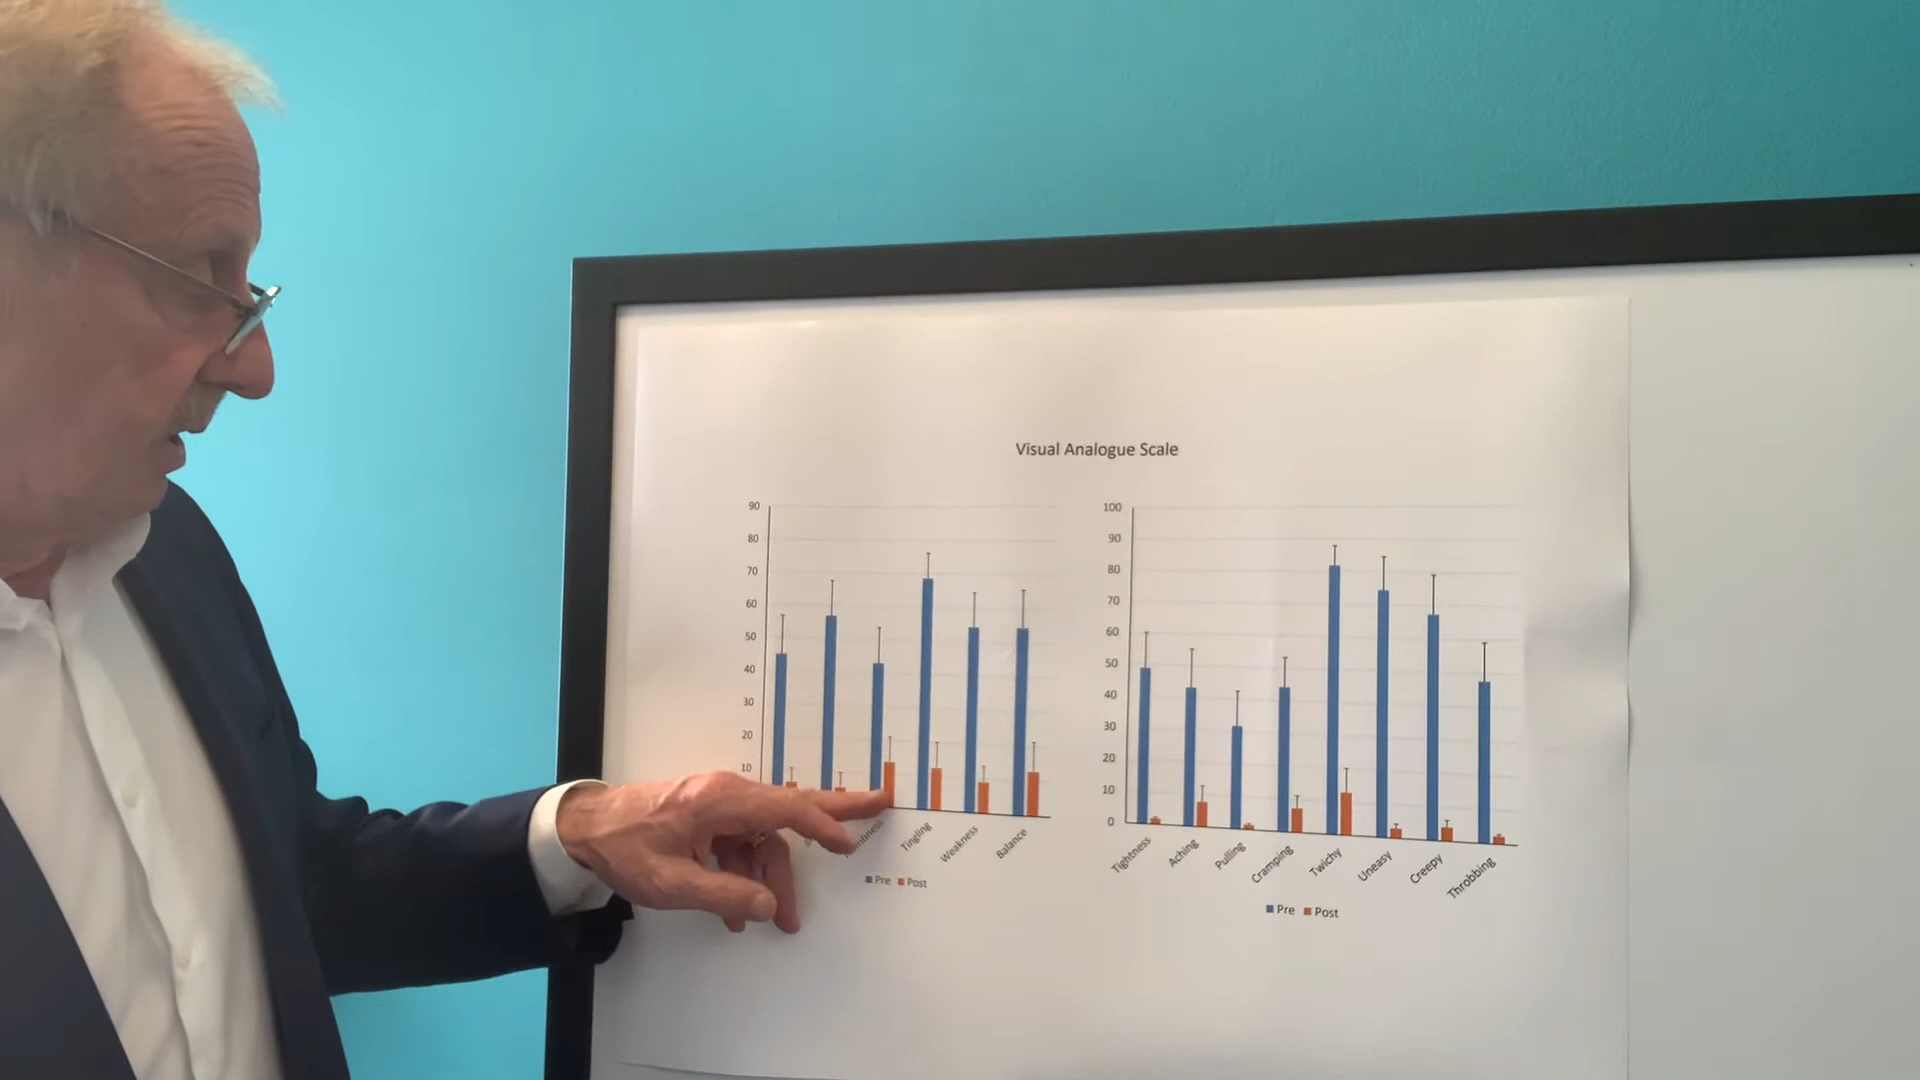 Visual Analogue Scale
90
80
70
60
50
40
30
20
10
Numbness
Tingling
Weakness
Balance
Pre Post
100
90
80
70
60
50
40
30
20
10
0
Tightness
Aching
Pulling
Cramping
Twichy
Uneasy
Creepy
Throbbing
Pre Post